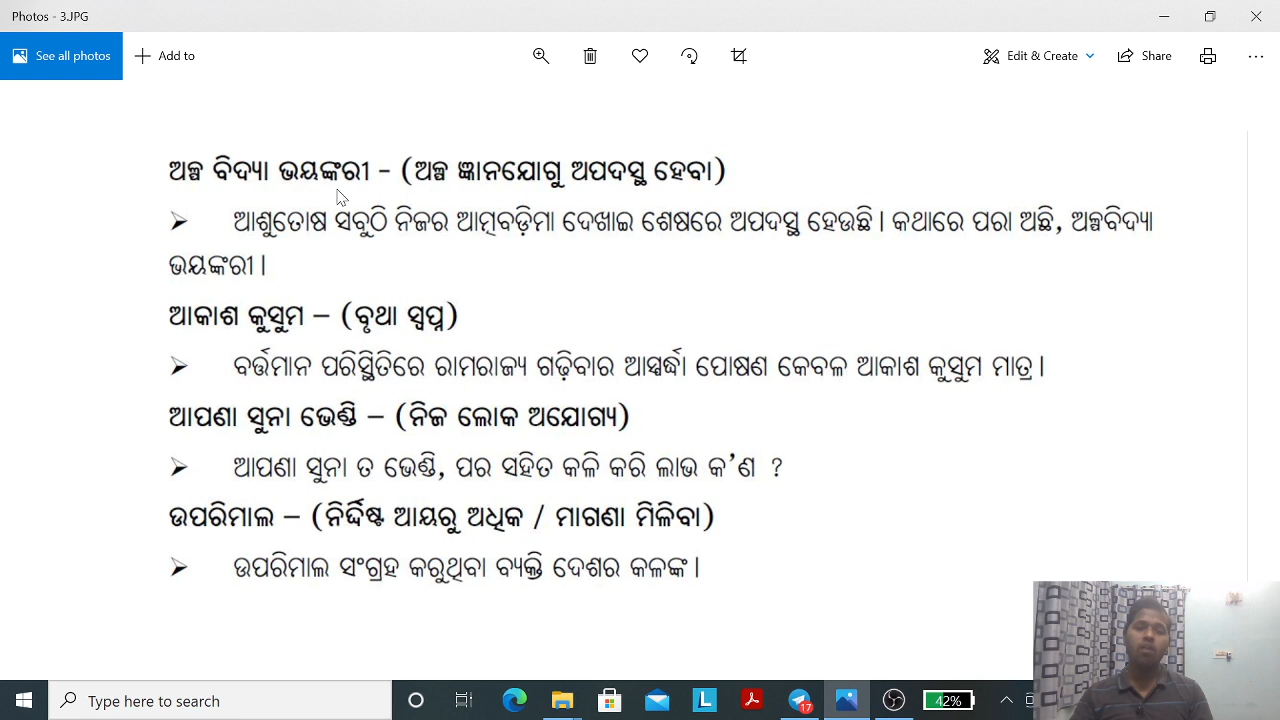 Photos - 3.JPG
See all photos
Add to
Edit & Create
Share
ଅଳ୍ପ ବିଦ୍ୟା ଭୟଙ୍କରୀ - (ଅଳ୍ପ ଜ୍ଞାନଯୋଗୁ ଅପଦସ୍ଥ ହେବା)
➢ ଆଶୁତୋଷ ସବୁଠି ନିଜର ଆତ୍ମବଡ଼ିମା ଦେଖାଇ ଶେଷରେ ଅପଦସ୍ଥ ହେଉଛି। କଥାରେ ପରା ଅଛି, ଅଳ୍ପବିଦ୍ୟା
ଭୟଙ୍କରୀ।
ଆକାଶ କୁସୁମ – (ବୃଥା ସ୍ୱପ୍ନ)
➢ ବର୍ତ୍ତମାନ ପରିସ୍ଥିତିରେ ରାମରାଜ୍ୟ ଗଢ଼ିବାର ଆସ୍ପର୍ଦ୍ଧା ପୋଷଣ କେବଳ ଆକାଶ କୁସୁମ ମାତ୍ର।
ଆପଣା ସୁନା ଭେଣ୍ଡି – (ନିଜ ଲୋକ ଅଯୋଗ୍ୟ)
➢ ଆପଣା ସୁନା ତ ଭେଣ୍ଡି, ପର ସହିତ କଳି କରି ଲାଭ କ’ଣ ?
ଉପରିମାଲ – (ନିର୍ଦ୍ଦିଷ୍ଟ ଆୟରୁ ଅଧିକ / ମାଗଣା ମିଳିବା)
➢ ଉପରିମାଲ ସଂଗ୍ରହ କରୁଥିବା ବ୍ୟକ୍ତି ଦେଶର କଳଙ୍କ।
Type here to search
17
42%